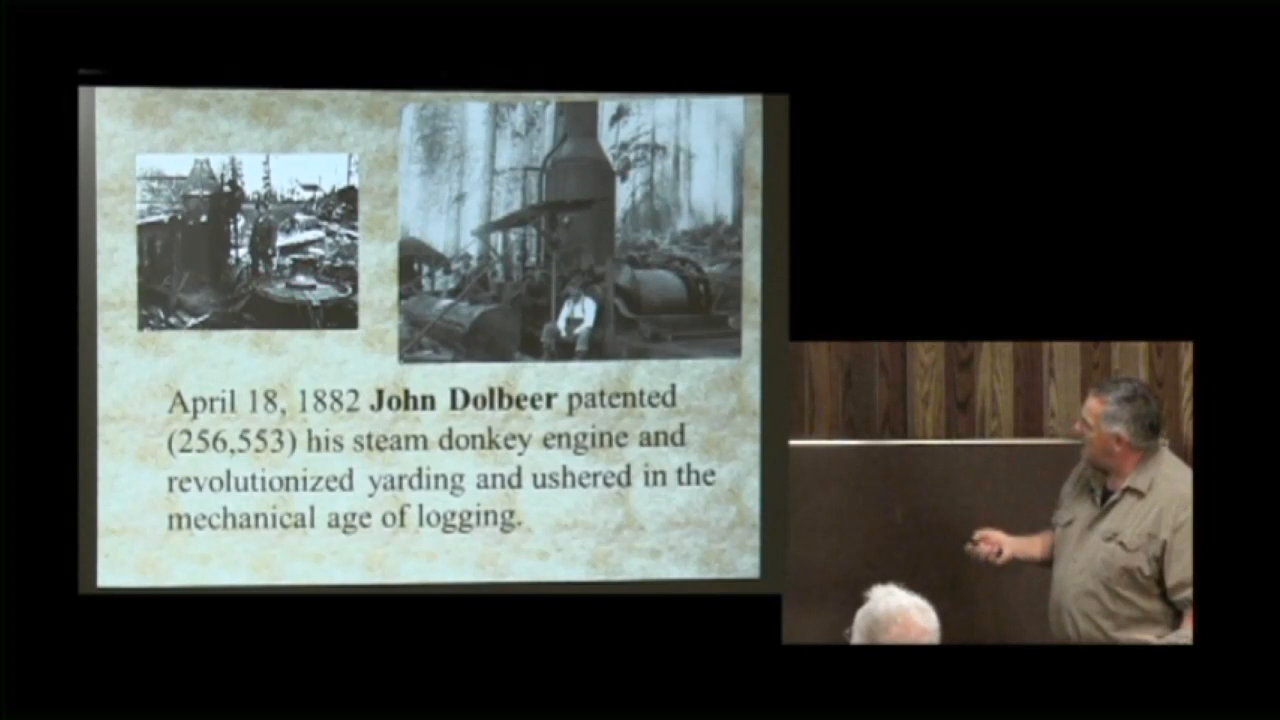 April 18, 1882 John Dolbeer patented
(256,553) his steam donkey engine and
revolutionized yarding and ushered in the
mechanical age of logging.